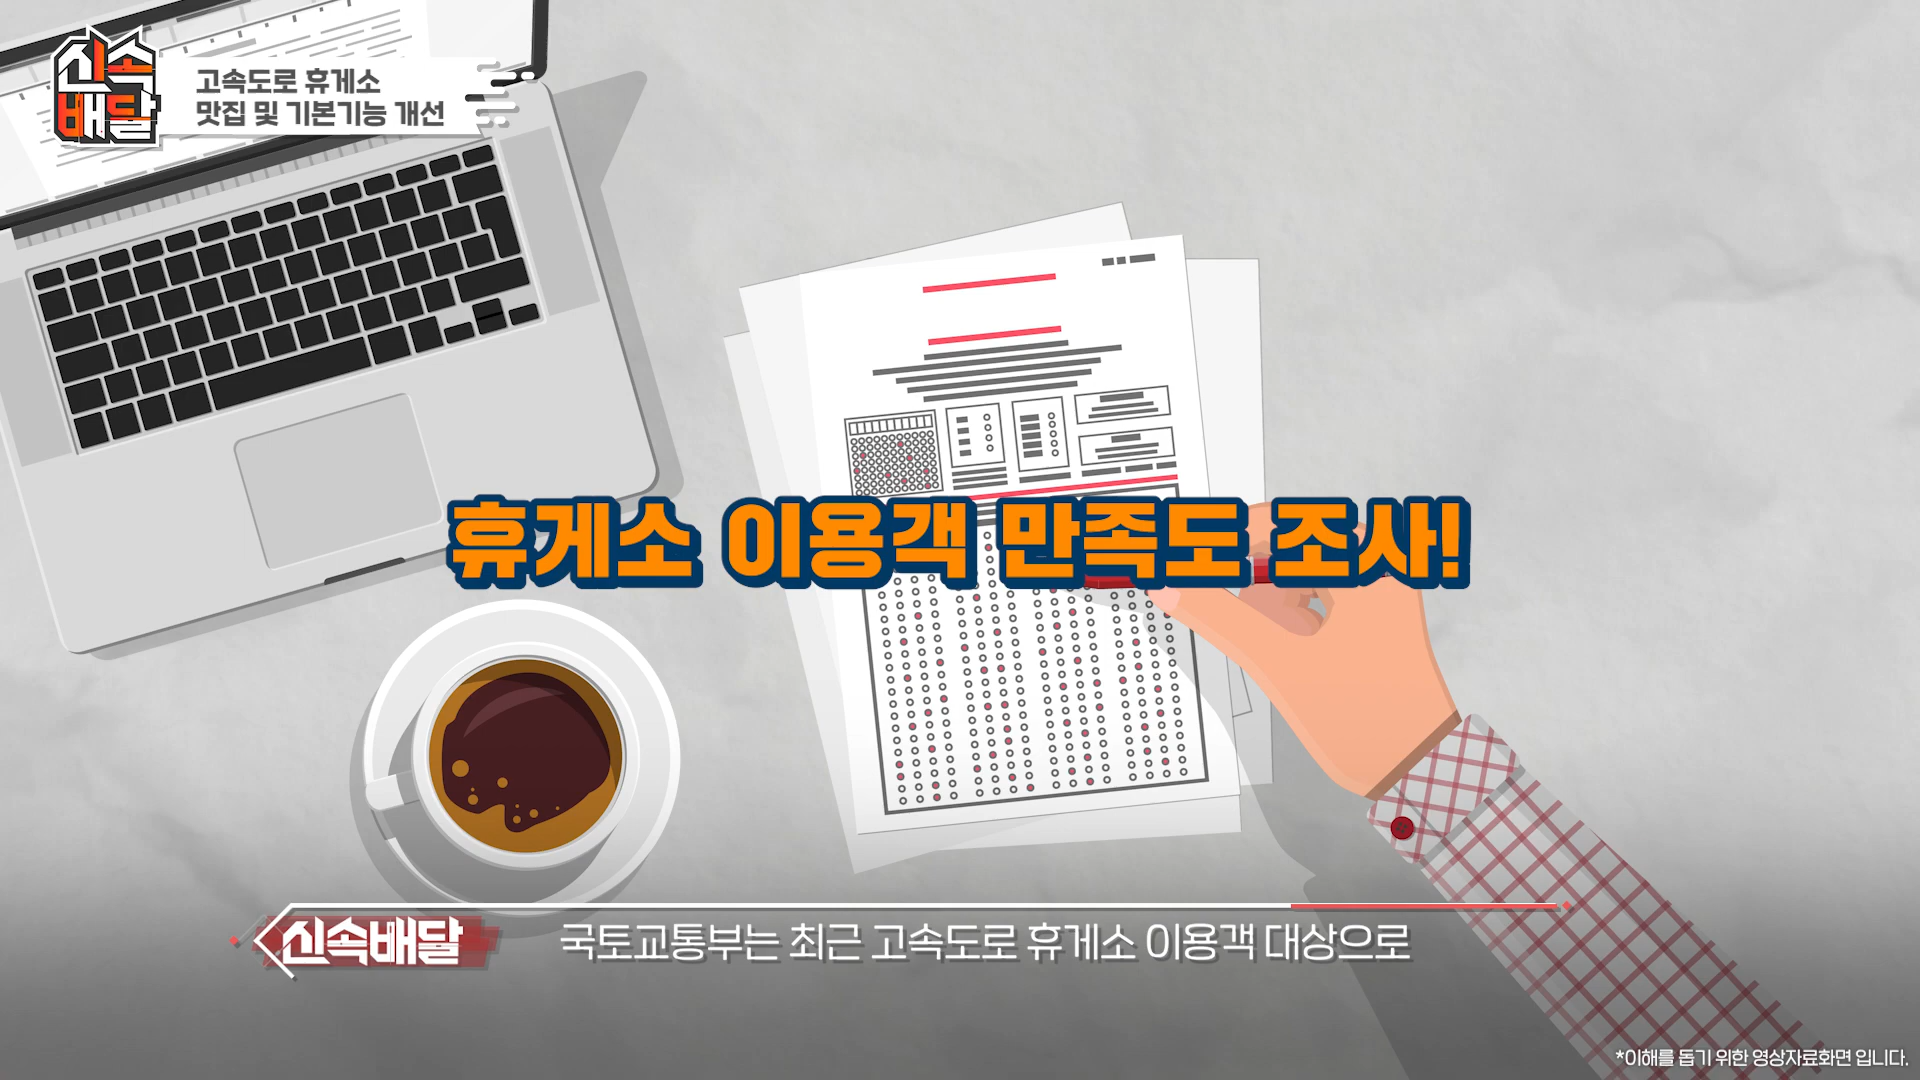 신속
배달
고속도로 휴게소
맛집 및 기본기능 개선
휴게소 이용객 만족도 조사!
신속배달
국토교통부는 최근 고속도로 휴게소 이용객 대상으로
*이해를 돕기 위한 영상자료화면 입니다.